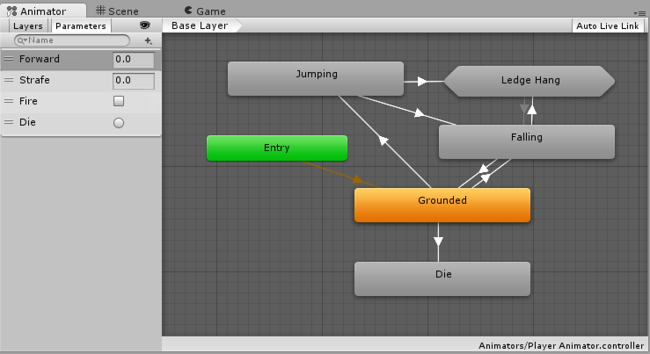 Animator Scene Game
Layers Parameters Base Layer Auto Live Link
Name
Forward 0.0
Strafe 0.0
Fire
Die
Jumping
Ledge Hang
Falling
Entry
Grounded
Die
Animators/Player Animator.controller